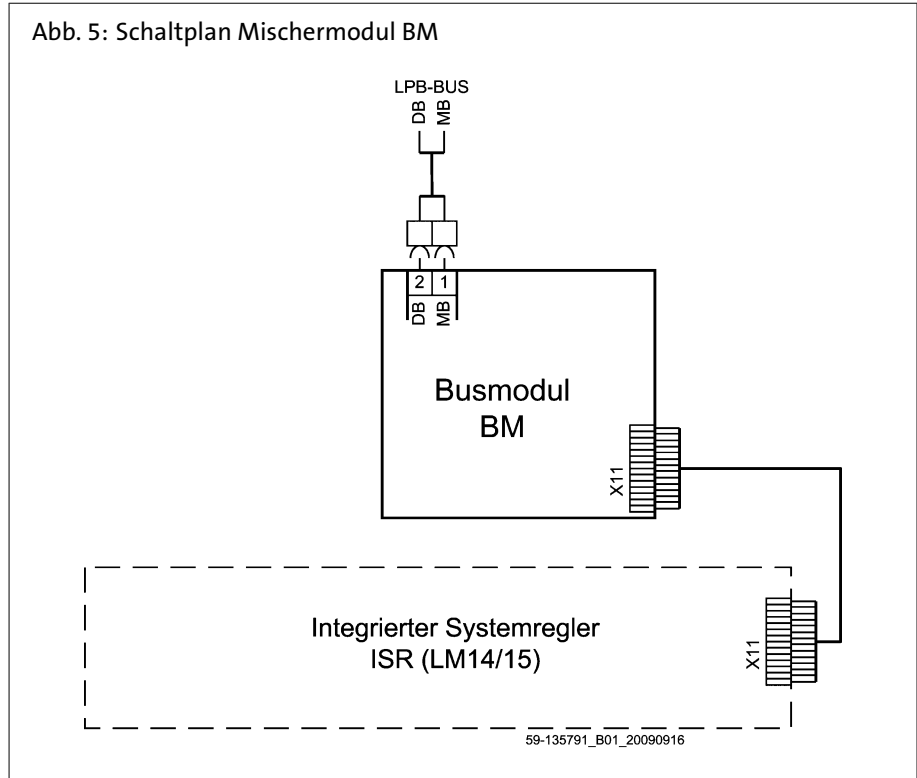 Abb. 5: Schaltplan Mischermodul BM
LPB-BUS
DB
MB
2
1
DB
MB
Busmodul
BM
X11
Integrierter Systemregler
ISR (LM14/15)
X11
59-135791_B01_20090916